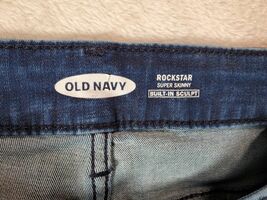 OLD NAVY
ROCKSTAR
SUPER SKINNY
BUILT-IN SCULPT